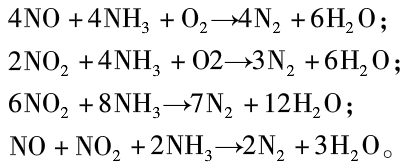 4NO + 4NH₃ + O₂→4N₂ + 6H₂O；
2NO₂ + 4NH₃ + O2→3N₂ + 6H₂O；
6NO₂ + 8NH₃→7N₂ + 12H₂O；
NO + NO₂ + 2NH₃→2N₂ + 3H₂O。